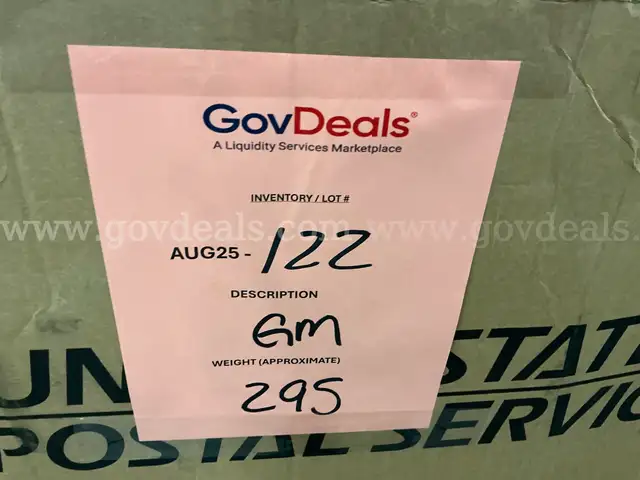 GovDeals®
A Liquidity Services Marketplace
INVENTORY / LOT #
www.govdeals.com www.govdeals.
AUG25 - 122
DESCRIPTION
GM
WEIGHT (APPROXIMATE)
295
UN STAT
POSTAL SERVIC